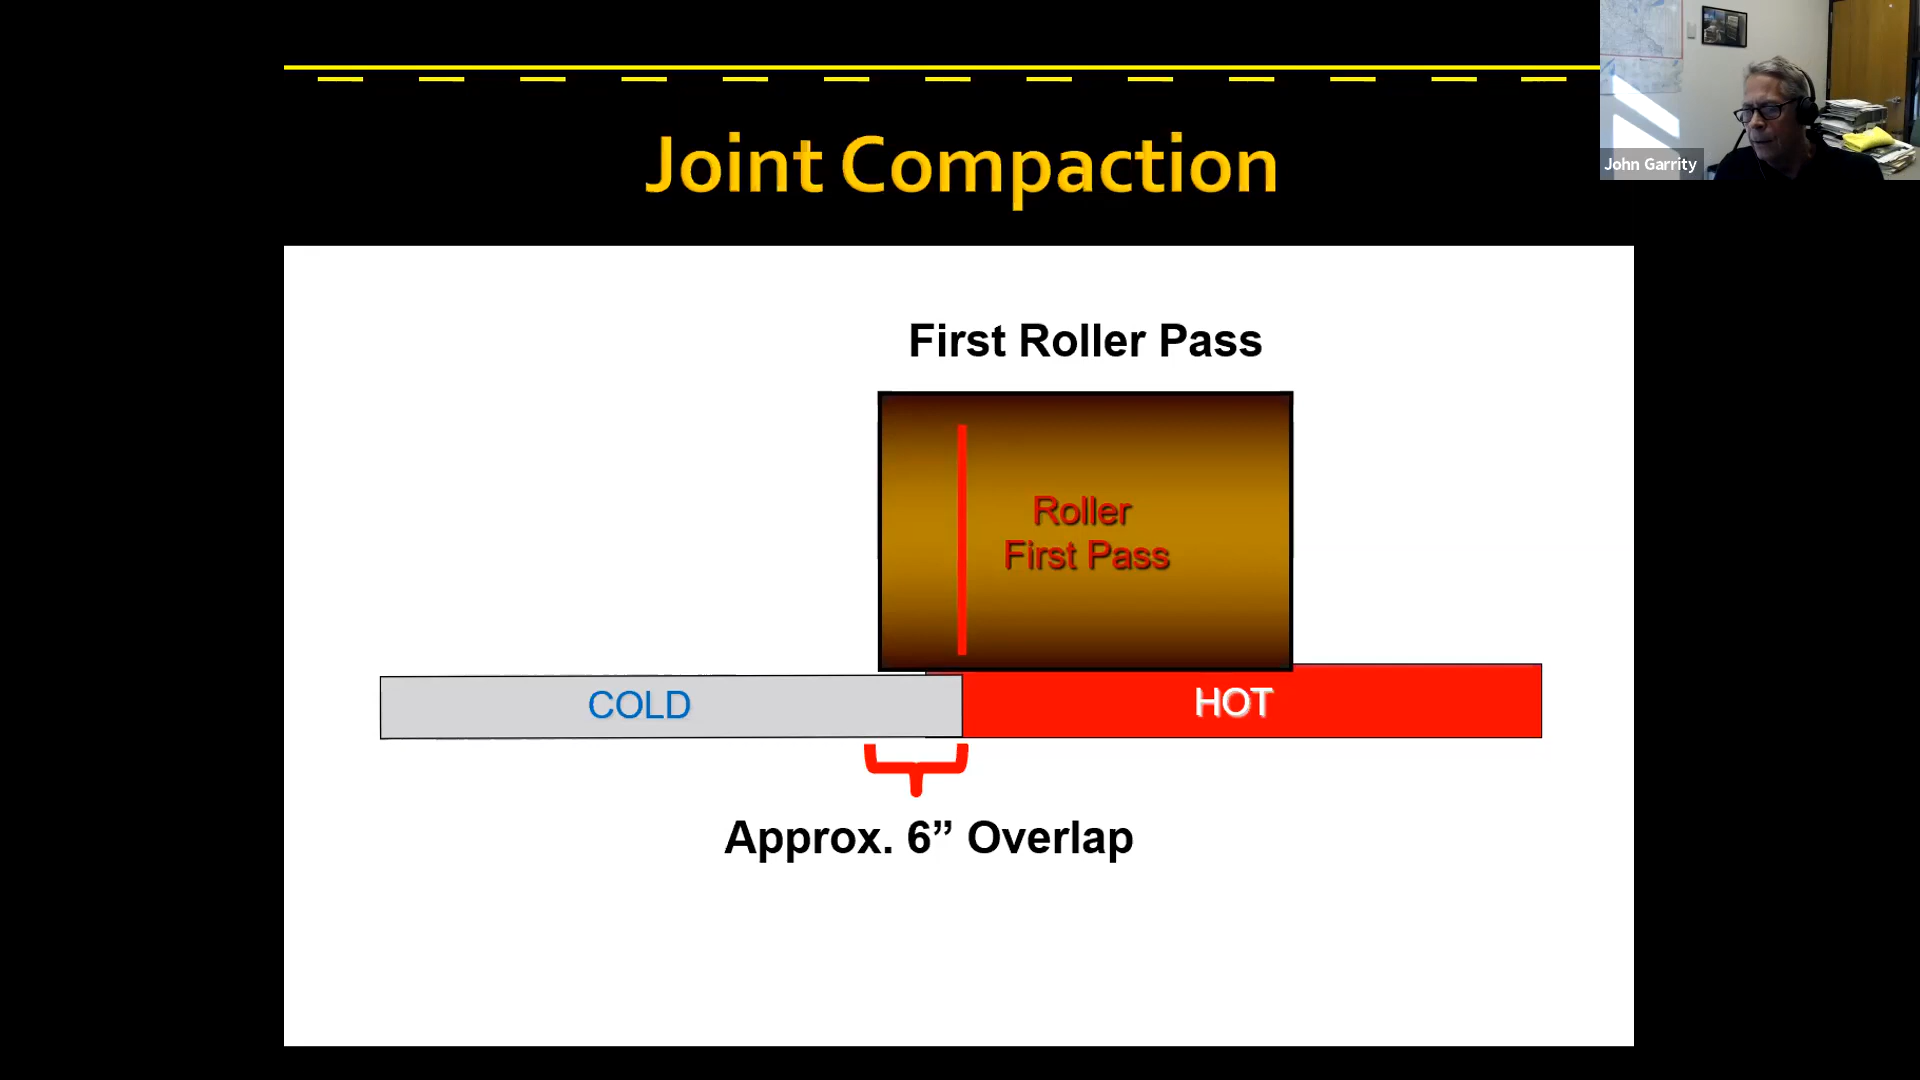 Joint Compaction
John Garrity
First Roller Pass
Roller
First Pass
COLD
HOT
Approx. 6” Overlap